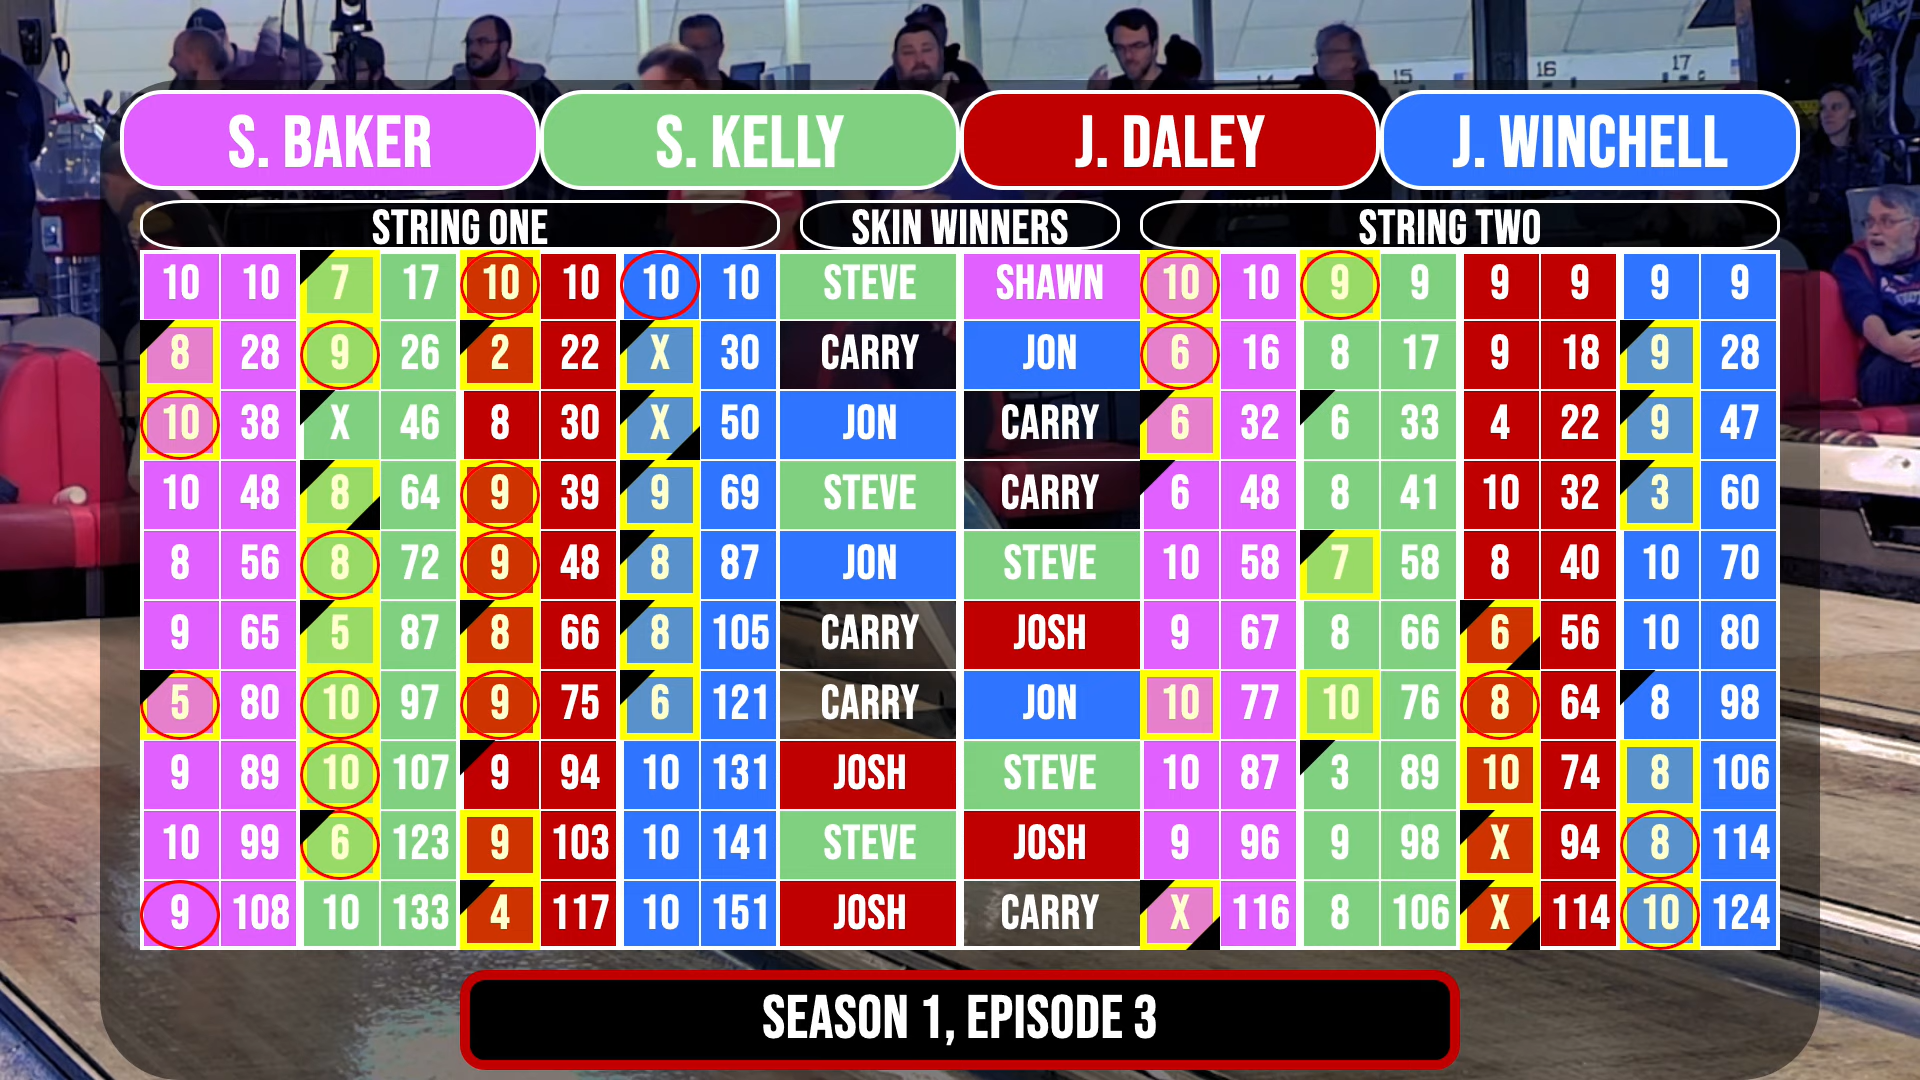 S. BAKER S. KELLY J. DALEY J. WINCHELL
STRING ONE SKIN WINNERS STRING TWO
10 10 7 17 10 10 10 10 STEVE SHAWN 10 10 9 9 9 9 9 9
8 28 9 26 2 22 X 30 CARRY JON 6 16 8 17 9 18 9 28
10 38 X 46 8 30 X 50 JON CARRY 6 32 6 33 4 22 9 47
10 48 8 64 9 39 9 69 STEVE CARRY 6 48 8 41 10 32 3 60
8 56 8 72 9 48 8 87 JON STEVE 10 58 7 58 8 40 10 70
9 65 5 87 8 66 8 105 CARRY JOSH 9 67 8 66 6 56 10 80
5 80 10 97 9 75 6 121 CARRY JON 10 77 10 76 8 64 8 98
9 89 10 107 9 94 10 131 JOSH STEVE 10 87 3 89 10 74 8 106
10 99 6 123 9 103 10 141 STEVE JOSH 9 96 9 98 X 94 8 114
9 108 10 133 4 117 10 151 JOSH CARRY X 116 8 106 X 114 10 124
SEASON 1, EPISODE 3
15 16 17